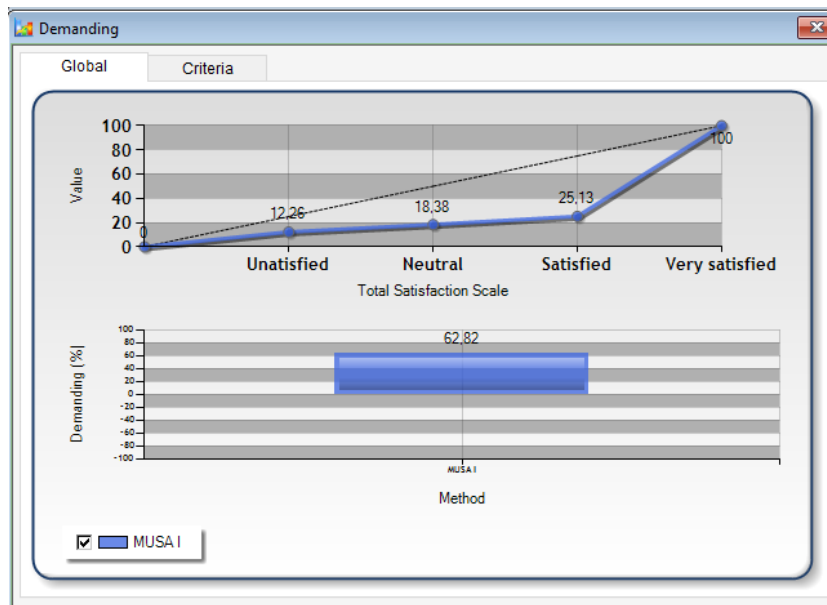 Demanding
Global
Criteria
100
80
60
40
20
0
Value
0
12,26
18,38
25,13
100
Unatisfied
Neutral
Satisfied
Very satisfied
Total Satisfaction Scale
100
80
60
40
20
0
-20
-40
-60
-80
-100
Demanding (%)
62,82
MUSA I
Method
MUSA I